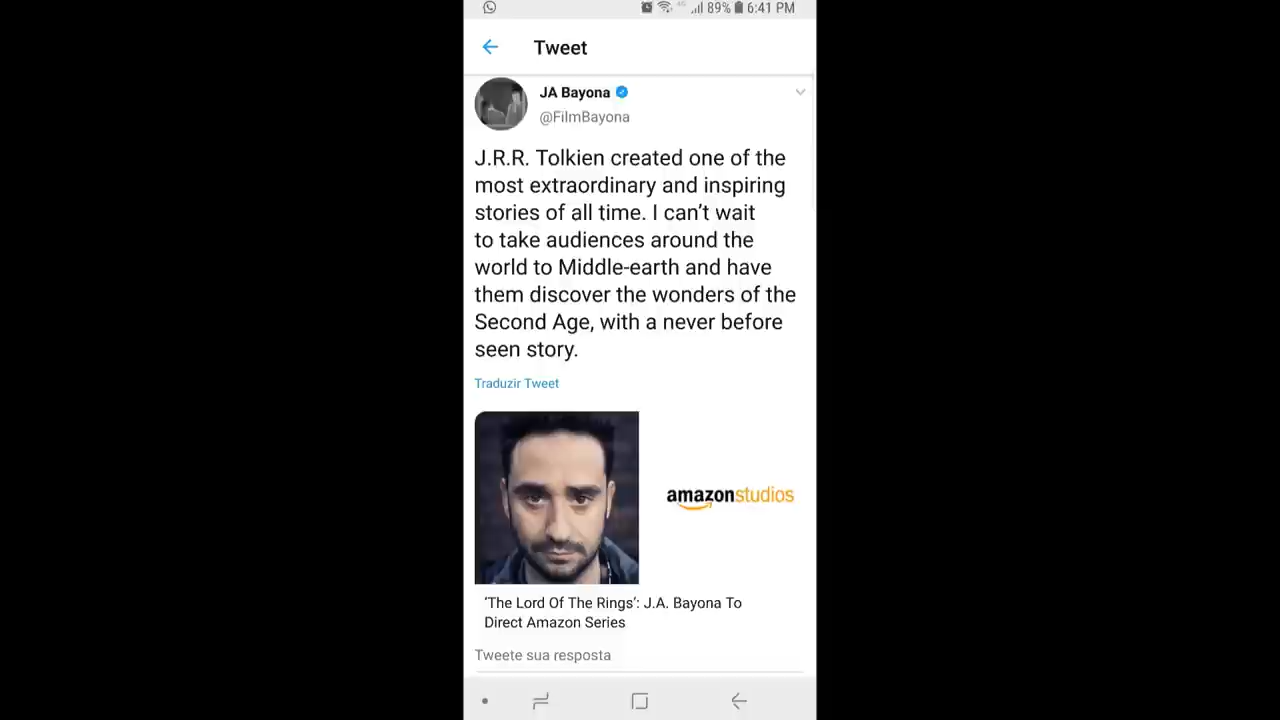 89% 6:41 PM
Tweet
JA Bayona
@FilmBayona
J.R.R. Tolkien created one of the
most extraordinary and inspiring
stories of all time. I can’t wait
to take audiences around the
world to Middle-earth and have
them discover the wonders of the
Second Age, with a never before
seen story.
Traduzir Tweet
amazonstudios
‘The Lord Of The Rings’: J.A. Bayona To
Direct Amazon Series
Tweete sua resposta